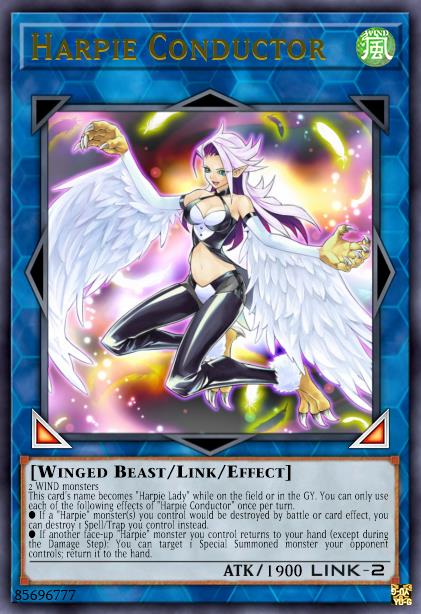 Harpie Conductor
WIND
風
[Winged Beast/Link/Effect]
2 WIND monsters
This card's name becomes "Harpie Lady" while on the field or in the GY. You can only use
each of the following effects of "Harpie Conductor" once per turn.
● If a "Harpie" monster(s) you control would be destroyed by battle or card effect, you
can destroy 1 Spell/Trap you control instead.
● If another face-up "Harpie" monster you control returns to your hand (except during
the Damage Step): You can target 1 Special Summoned monster your opponent
controls; return it to the hand.
ATK/1900 LINK-2
85696777